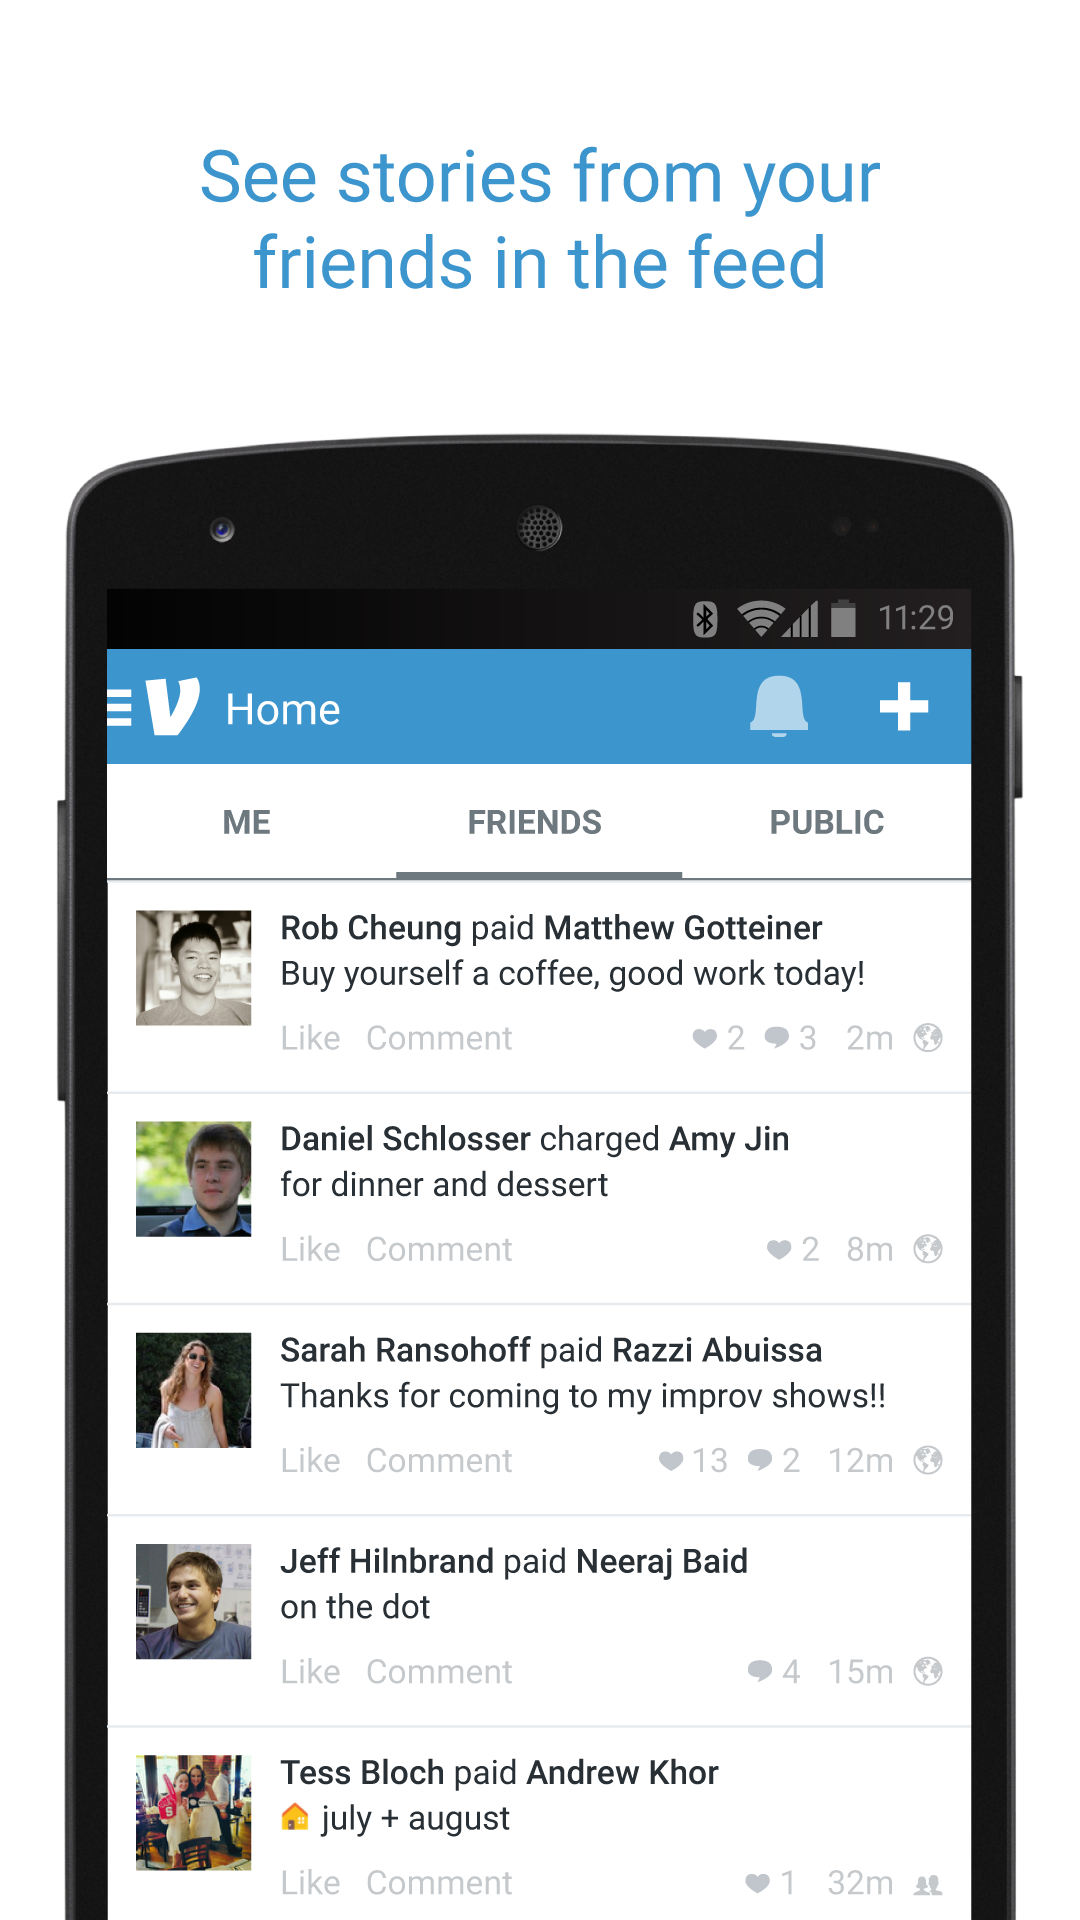 See stories from your
friends in the feed
11:29
Home
ME FRIENDS PUBLIC
Rob Cheung paid Matthew Gotteiner
Buy yourself a coffee, good work today!
Like Comment 2 3 2m
Daniel Schlosser charged Amy Jin
for dinner and dessert
Like Comment 2 8m
Sarah Ransohoff paid Razzi Abuissa
Thanks for coming to my improv shows!!
Like Comment 13 2 12m
Jeff Hilnbrand paid Neeraj Baid
on the dot
Like Comment 4 15m
Tess Bloch paid Andrew Khor
🏠 july + august
Like Comment 1 32m